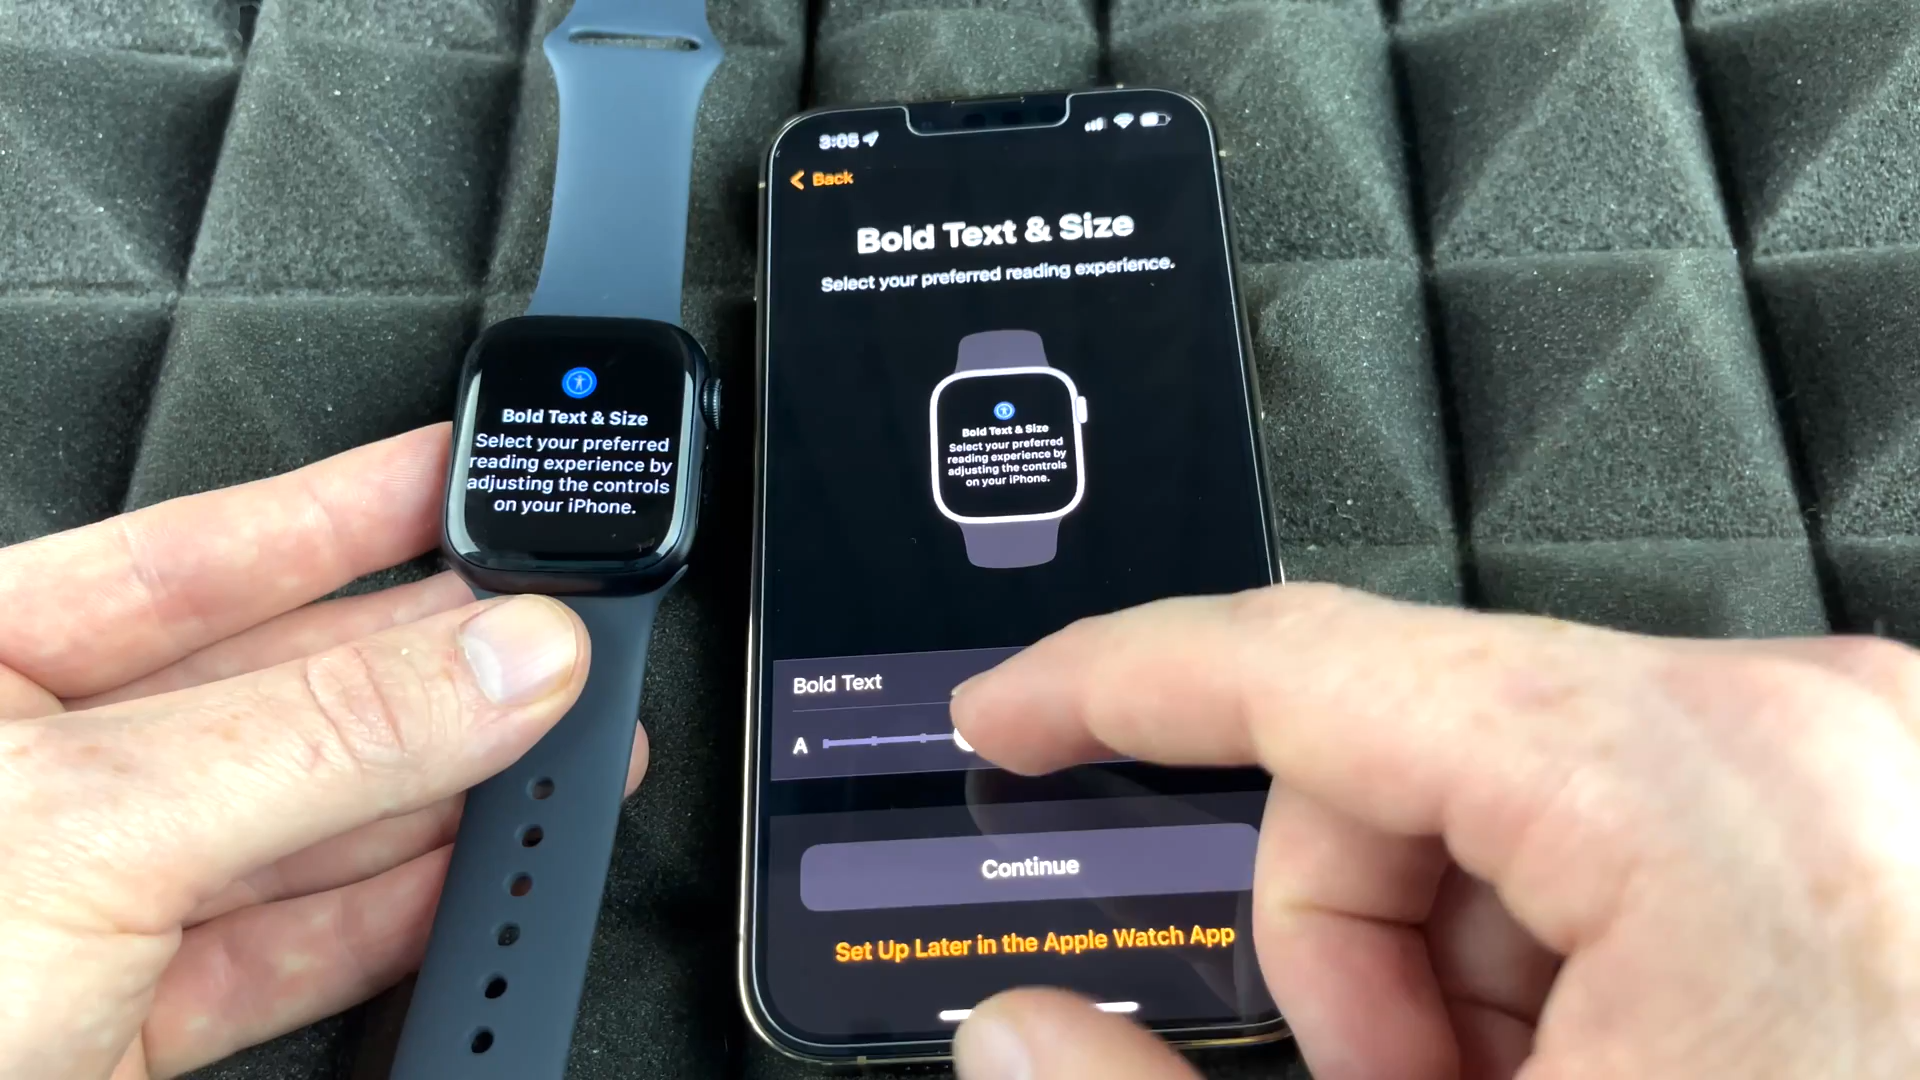 3:05
Back
Bold Text & Size
Select your preferred reading experience.
Bold Text & Size
Select your preferred
reading experience by
adjusting the controls
on your iPhone.
Bold Text & Size
Select your preferred
reading experience by
adjusting the controls
on your iPhone.
Bold Text
A
Continue
Set Up Later in the Apple Watch App